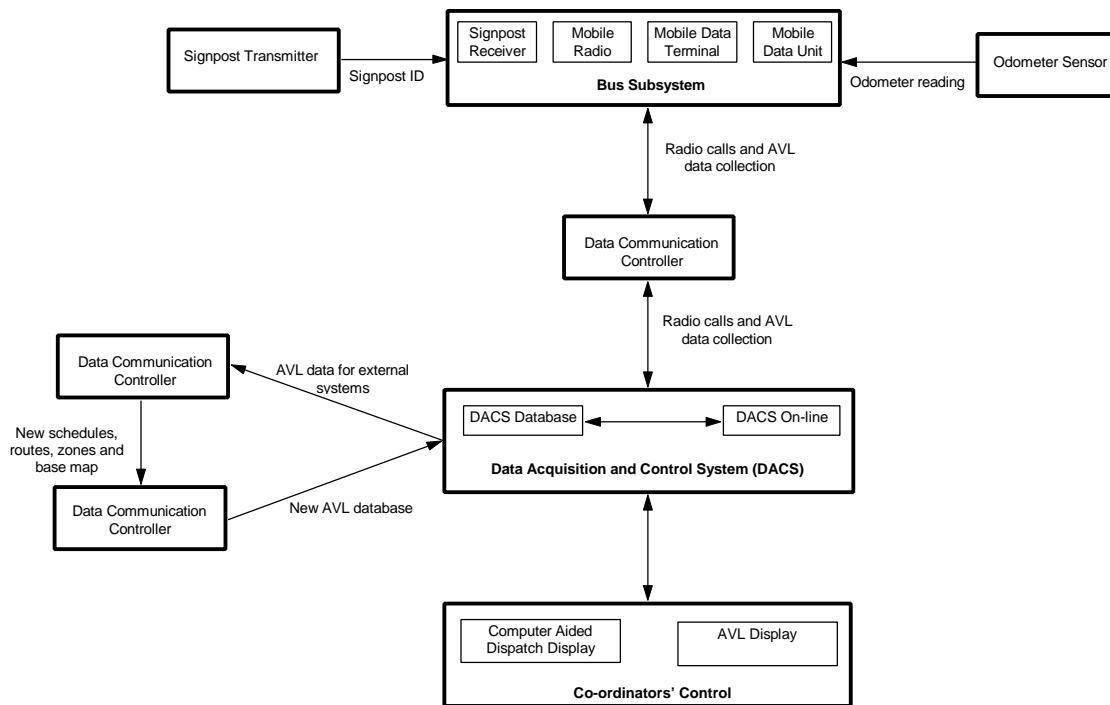 Signpost Transmitter
Signpost ID
Signpost
Receiver
Mobile
Radio
Mobile Data
Terminal
Mobile
Data Unit
Bus Subsystem
Odometer Sensor
Odometer reading
Radio calls and AVL
data collection
Data Communication
Controller
Radio calls and AVL
data collection
Data Communication
Controller
AVL data for external
systems
New schedules,
routes, zones and
base map
Data Communication
Controller
New AVL database
DACS Database
DACS On-line
Data Acquisition and Control System (DACS)
Computer Aided
Dispatch Display
AVL Display
Co-ordinators' Control